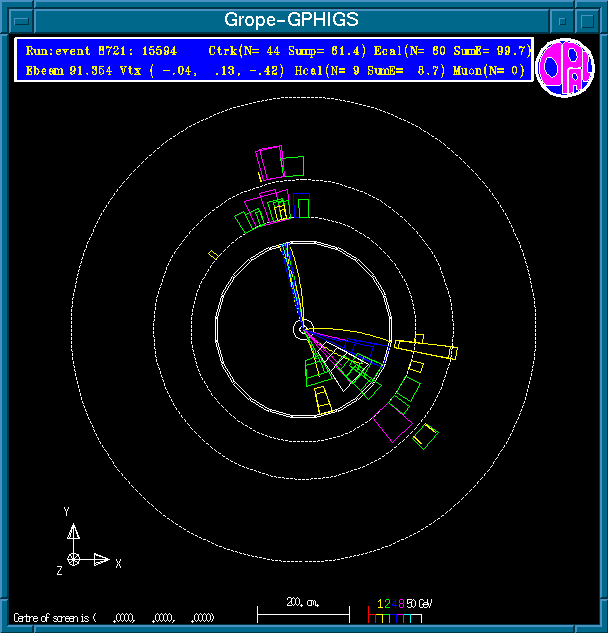 Grope-GPHIGS
Run:event 8721: 15594 Ctrk(N= 44 Sump= 61.4) Ecal(N= 60 SumE= 99.7)
Ebeam 91.354 Vtx ( -.04, .13, -.42) Hcal(N= 9 SumE= 8.7) Muon(N= 0)
OPAL
Y
X
Z
200. cm.
1 2 4 8 50 GeV
Centre of screen is ( .0000, .0000, .0000)